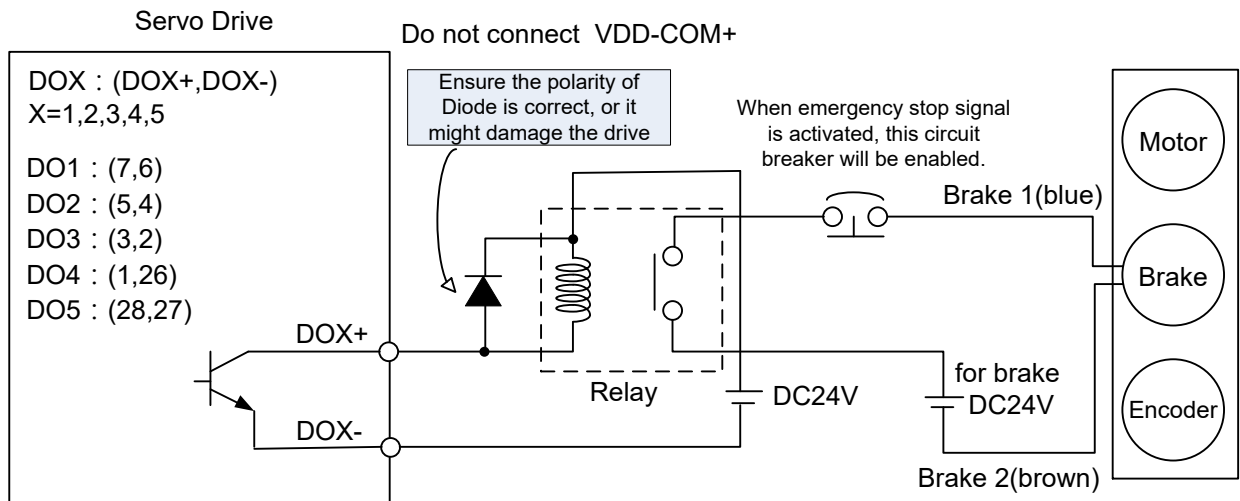 Servo Drive
Do not connect VDD-COM+
DOX : (DOX+,DOX-)
X=1,2,3,4,5
DO1 : (7,6)
DO2 : (5,4)
DO3 : (3,2)
DO4 : (1,26)
DO5 : (28,27)
Ensure the polarity of
Diode is correct, or it
might damage the drive
When emergency stop signal
is activated, this circuit
breaker will be enabled.
Motor
Brake 1(blue)
Brake
DOX+
Relay
DC24V
for brake
DC24V
Encoder
DOX-
Brake 2(brown)